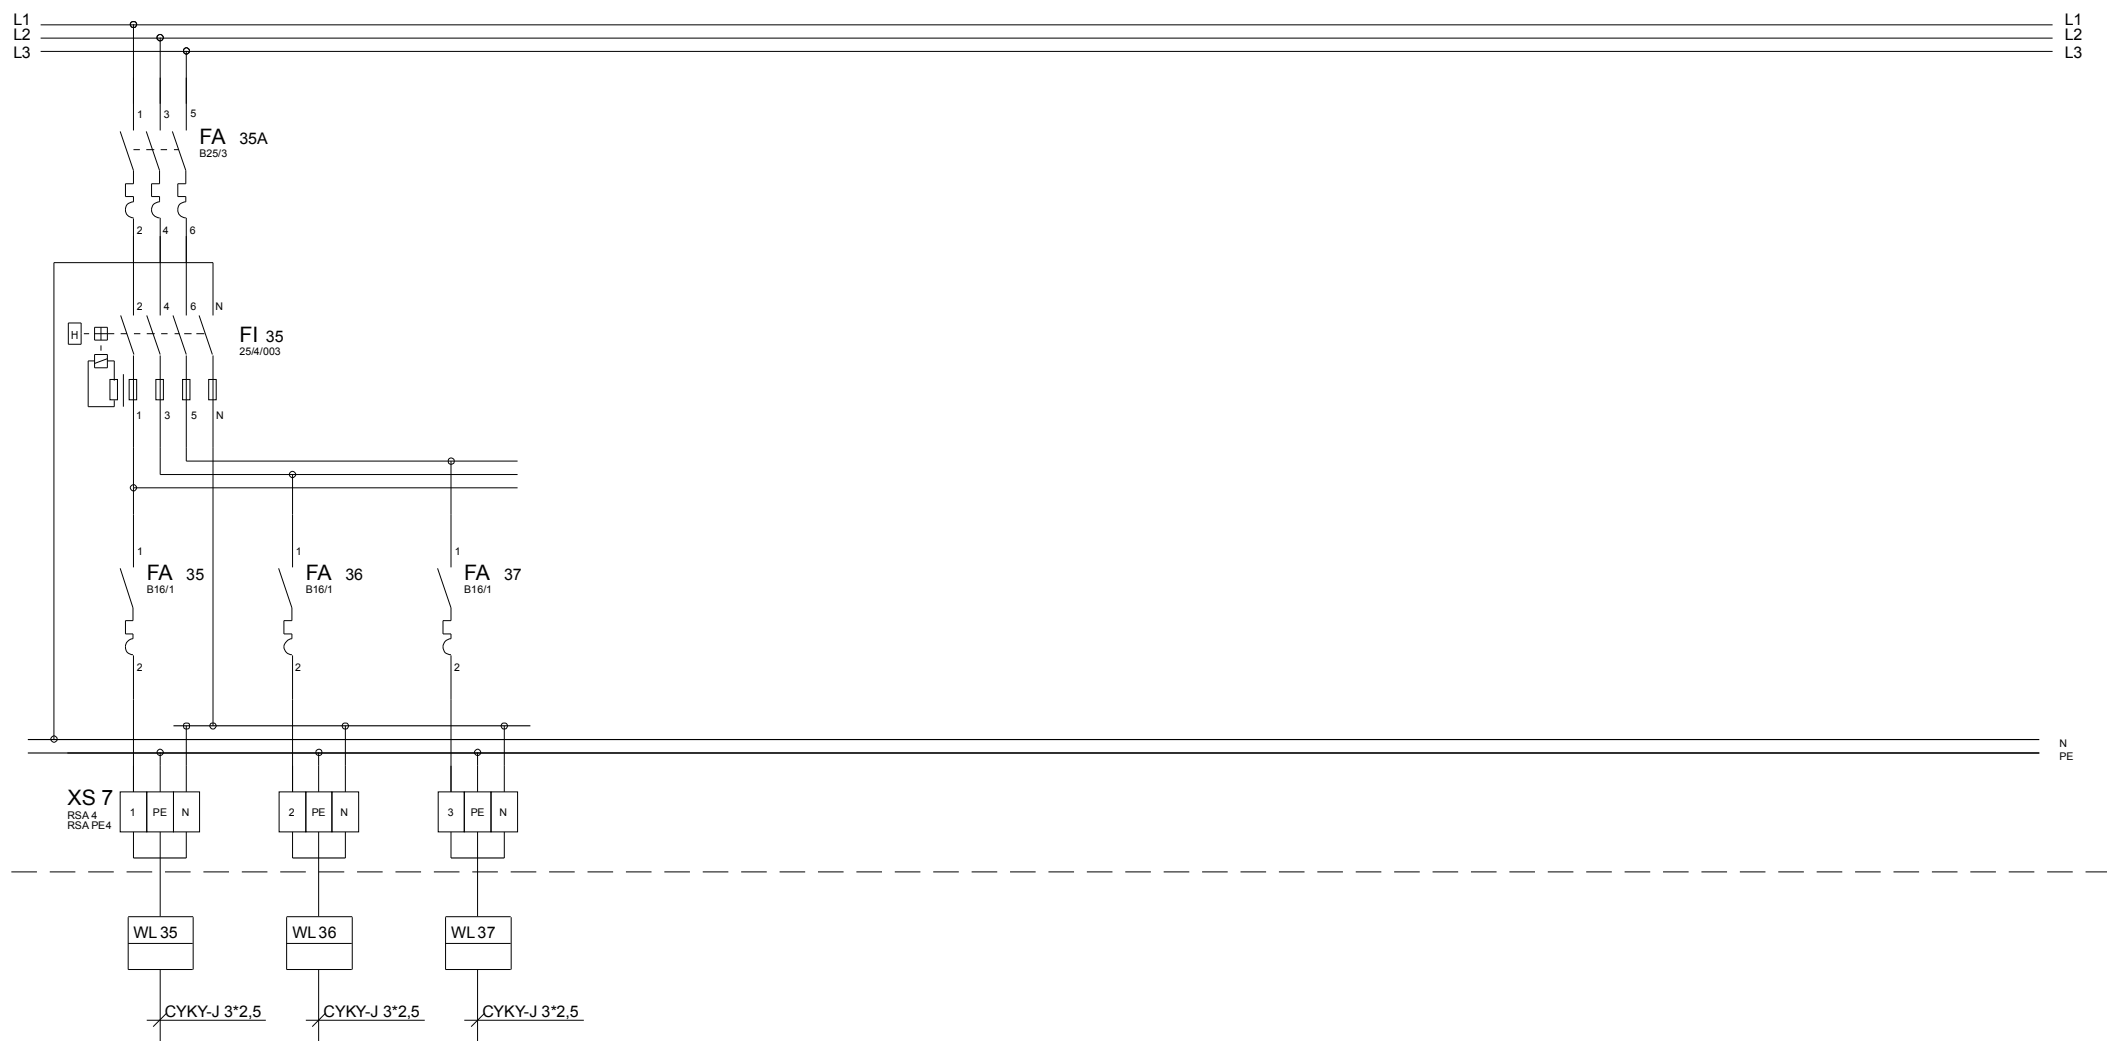 L1 L1
L2 L2
L3 L3
1 3 5
FA 35A
B25/3
2 4 6
2 4 6 N
H
FI 35
25/4/003
1 3 5 N
1 1 1
FA 35 FA 36 FA 37
B16/1 B16/1 B16/1
2 2 2
N
PE
XS 7
RSA 4
RSA PE4
1 PE N 2 PE N 3 PE N
WL 35 WL 36 WL 37
CYKY-J 3*2,5 CYKY-J 3*2,5 CYKY-J 3*2,5